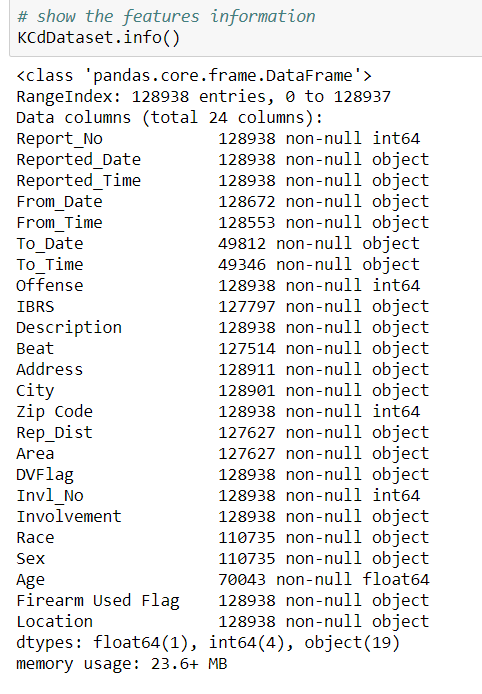 # show the features information
KCdDataset.info()
<class 'pandas.core.frame.DataFrame'>
RangeIndex: 128938 entries, 0 to 128937
Data columns (total 24 columns):
Report_No 128938 non-null int64
Reported_Date 128938 non-null object
Reported_Time 128938 non-null object
From_Date 128672 non-null object
From_Time 128553 non-null object
To_Date 49812 non-null object
To_Time 49346 non-null object
Offense 128938 non-null int64
IBRS 127797 non-null object
Description 128938 non-null object
Beat 127514 non-null object
Address 128911 non-null object
City 128901 non-null object
Zip Code 128938 non-null int64
Rep_Dist 127627 non-null object
Area 127627 non-null object
DVFlag 128938 non-null object
Invl_No 128938 non-null int64
Involvement 128938 non-null object
Race 110735 non-null object
Sex 110735 non-null object
Age 70043 non-null float64
Firearm Used Flag 128938 non-null object
Location 128938 non-null object
dtypes: float64(1), int64(4), object(19)
memory usage: 23.6+ MB